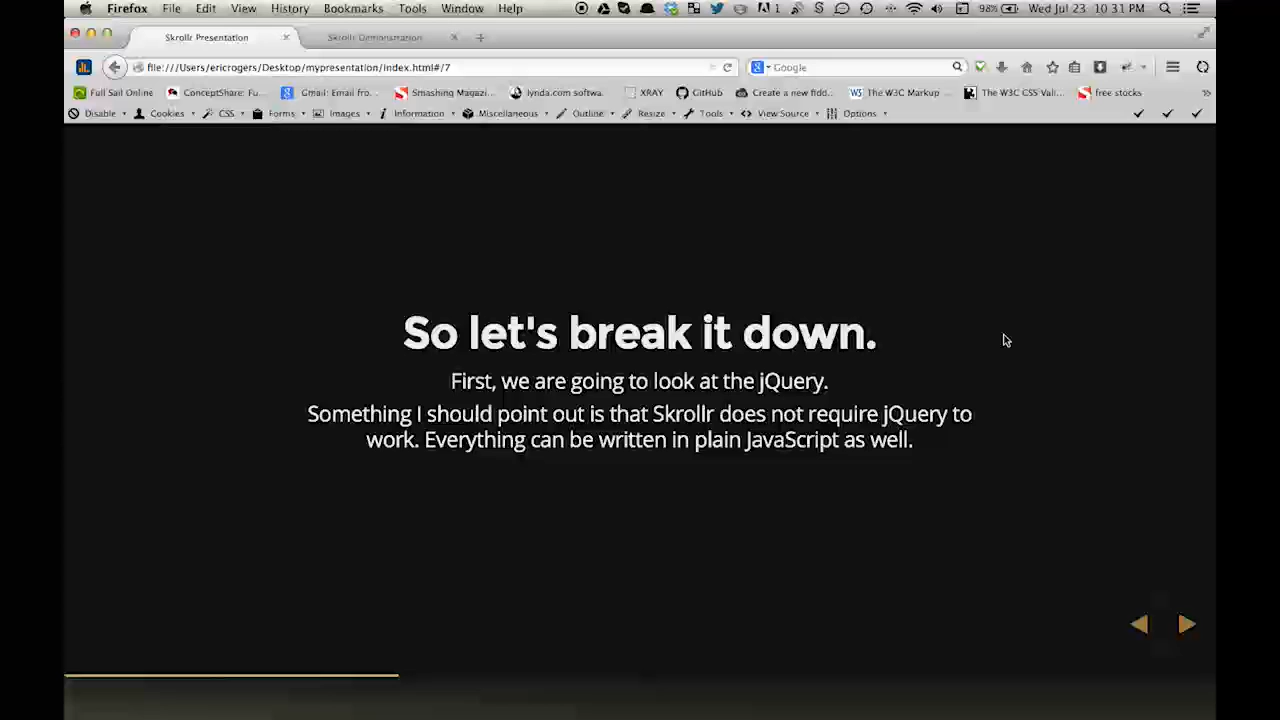 Firefox File Edit View History Bookmarks Tools Window Help 1 98% Wed Jul 23 10:31 PM
Skrollr Presentation Skrollr Demonstration
file:///Users/ericrogers/Desktop/mypresentation/index.html#/7 Google
Full Sail Online ConceptShare: Fu... Gmail: Email fro... Smashing Magazi... lynda.com softwa... XRAY GitHub Create a new fidd... The W3C Markup ... The W3C CSS Vali... free stocks
Disable Cookies CSS Forms Images Information Miscellaneous Outline Resize Tools View Source Options
So let's break it down.
First, we are going to look at the jQuery.
Something I should point out is that Skrollr does not require jQuery to
work. Everything can be written in plain JavaScript as well.